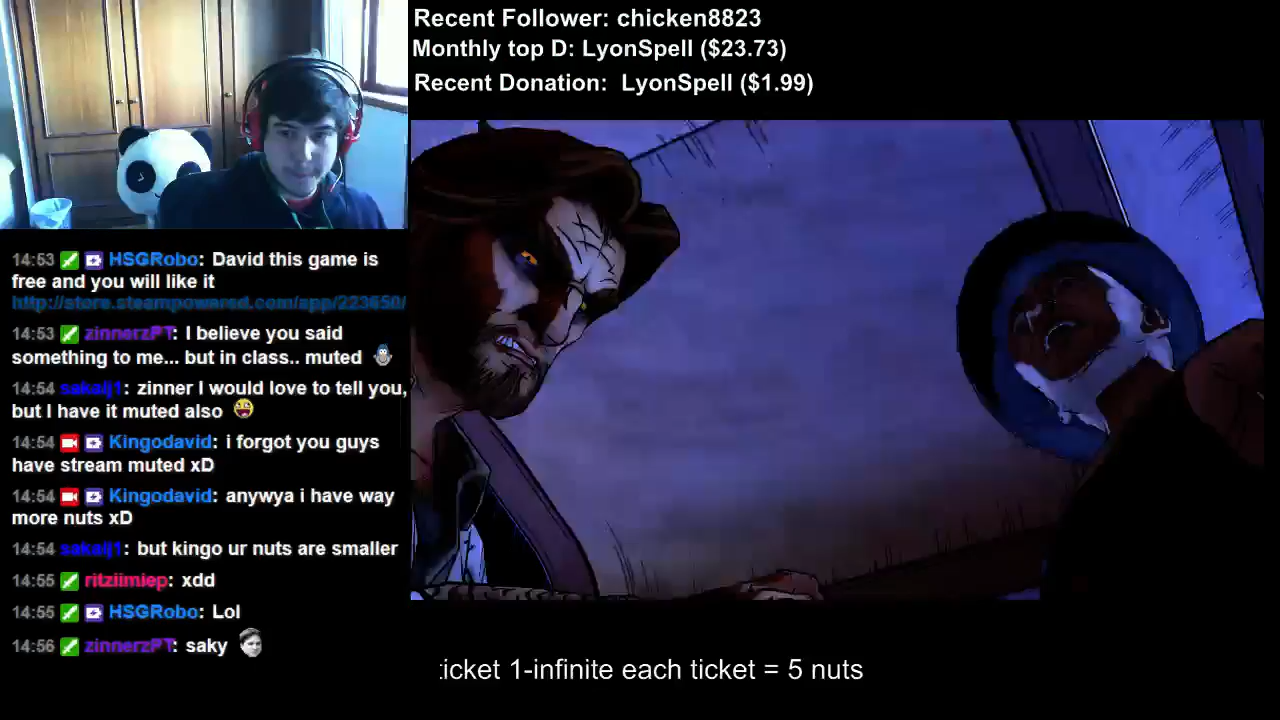 Recent Follower: chicken8823
Monthly top D: LyonSpell ($23.73)
Recent Donation: LyonSpell ($1.99)
14:53 HSGRobo: David this game is
free and you will like it
http://store.steampowered.com/app/223650/
14:53 zinnerzPT: I believe you said
something to me... but in class.. muted
14:54 sakalj1: zinner I would love to tell you,
but I have it muted also
14:54 Kingodavid: i forgot you guys
have stream muted xD
14:54 Kingodavid: anywya i have way
more nuts xD
14:54 sakalj1: but kingo ur nuts are smaller
14:55 ritziimiep: xdd
14:55 HSGRobo: Lol
14:56 zinnerzPT: saky
icket 1-infinite each ticket = 5 nuts